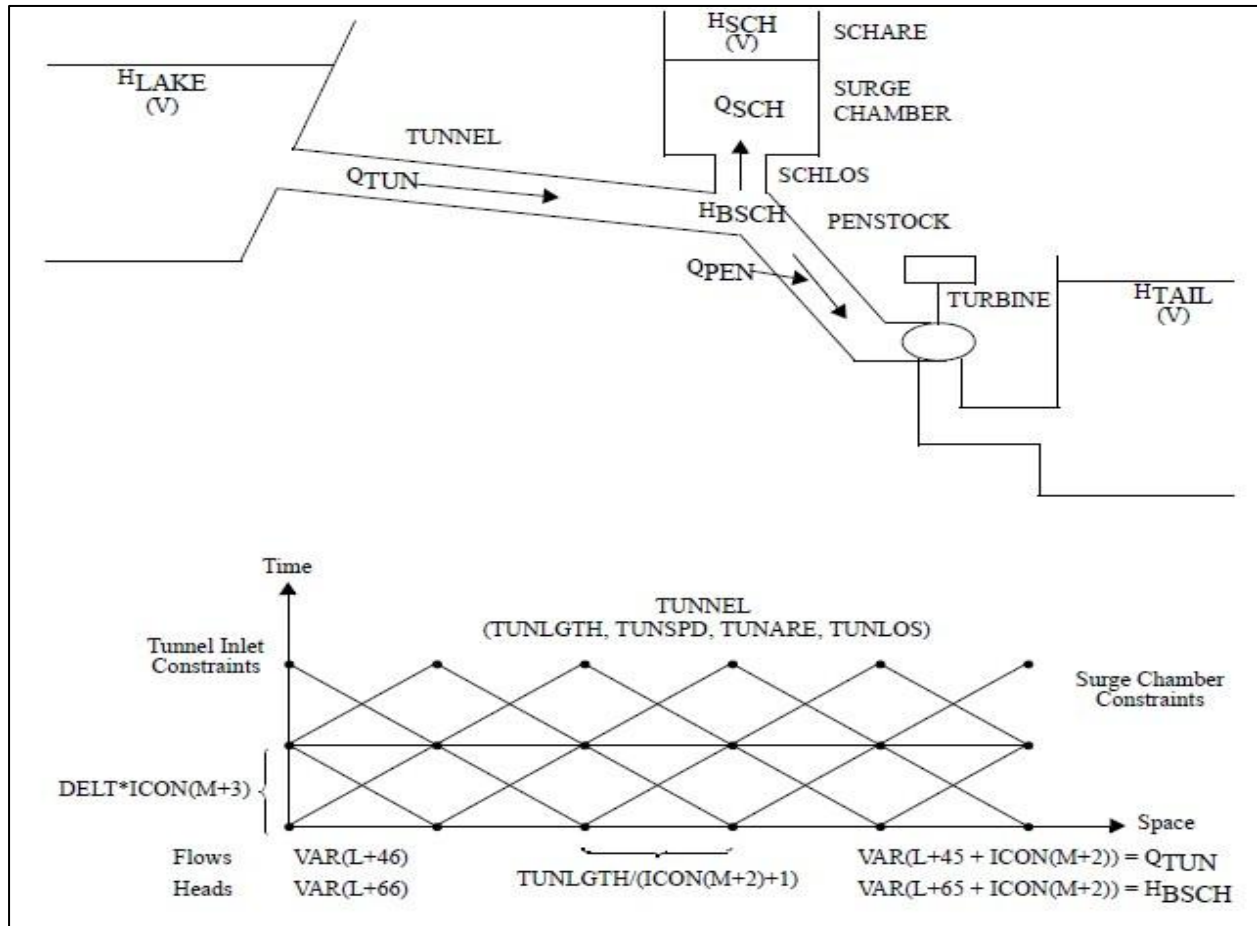 HSCH
(V)
SCHARE
HLAKE
(V)
SURGE
CHAMBER
QSCH
TUNNEL
QTUN
SCHLOS
HBSCH
PENSTOCK
QPEN
TURBINE
HTAIL
(V)
Time
TUNNEL
(TUNLGTH, TUNSPD, TUNARE, TUNLOS)
Tunnel Inlet
Constraints
Surge Chamber
Constraints
DELT*ICON(M+3)
Space
Flows VAR(L+46) VAR(L+45 + ICON(M+2)) = QTUN
TUNLGTH/(ICON(M+2)+1)
Heads VAR(L+66) VAR(L+65 + ICON(M+2)) = HBSCH